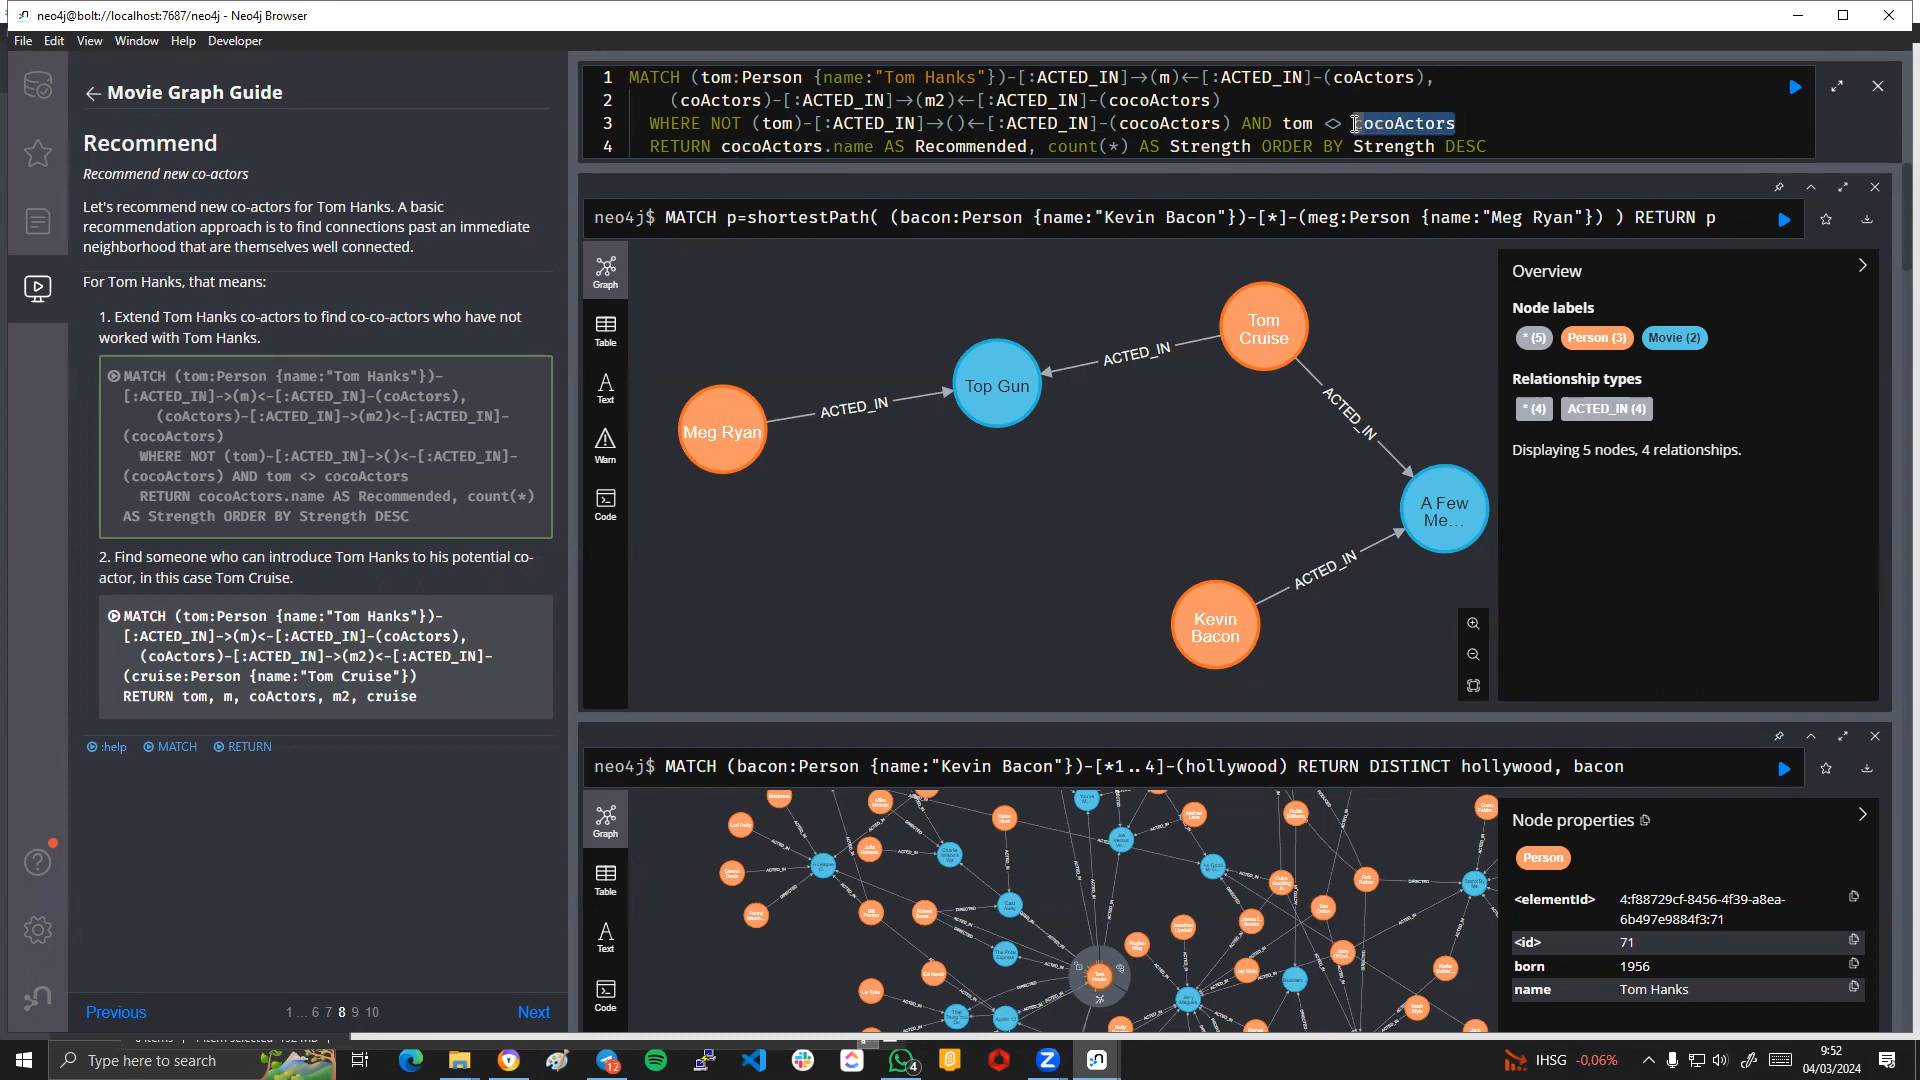 neo4j@bolt://localhost:7687/neo4j - Neo4j Browser
File Edit View Window Help Developer
Movie Graph Guide
Recommend
Recommend new co-actors
Let's recommend new co-actors for Tom Hanks. A basic
recommendation approach is to find connections past an immediate
neighborhood that are themselves well connected.
For Tom Hanks, that means:
1. Extend Tom Hanks co-actors to find co-co-actors who have not
worked with Tom Hanks.
MATCH (tom:Person {name:"Tom Hanks"})-
[:ACTED_IN]->(m)<-[:ACTED_IN]-(coActors),
(coActors)-[:ACTED_IN]->(m2)<-[:ACTED_IN]-
(cocoActors)
WHERE NOT (tom)-[:ACTED_IN]->()<-[:ACTED_IN]-
(cocoActors) AND tom <> cocoActors
RETURN cocoActors.name AS Recommended, count(*)
AS Strength ORDER BY Strength DESC
2. Find someone who can introduce Tom Hanks to his potential co-
actor, in this case Tom Cruise.
MATCH (tom:Person {name:"Tom Hanks"})-
[:ACTED_IN]->(m)<-[:ACTED_IN]-(coActors),
(coActors)-[:ACTED_IN]->(m2)<-[:ACTED_IN]-
(cruise:Person {name:"Tom Cruise"})
RETURN tom, m, coActors, m2, cruise
:help MATCH RETURN
Previous 1 ... 6 7 8 9 10 Next
1 MATCH (tom:Person {name:"Tom Hanks"})-[:ACTED_IN]->(m)<-[:ACTED_IN]-(coActors),
2 (coActors)-[:ACTED_IN]->(m2)<-[:ACTED_IN]-(cocoActors)
3 WHERE NOT (tom)-[:ACTED_IN]->()<-[:ACTED_IN]-(cocoActors) AND tom <> cocoActors
4 RETURN cocoActors.name AS Recommended, count(*) AS Strength ORDER BY Strength DESC
neo4j$ MATCH p=shortestPath( (bacon:Person {name:"Kevin Bacon"})-[*]-(meg:Person {name:"Meg Ryan"}) ) RETURN p
Graph
Table
Text
Warn
Code
Tom
Cruise
ACTED_IN
Top Gun
ACTED_IN
Meg Ryan
ACTED_IN
A Few
Me...
ACTED_IN
Kevin
Bacon
Overview
Node labels
* (5) Person (3) Movie (2)
Relationship types
* (4) ACTED_IN (4)
Displaying 5 nodes, 4 relationships.
neo4j$ MATCH (bacon:Person {name:"Kevin Bacon"})-[*1..4]-(hollywood) RETURN DISTINCT hollywood, bacon
Graph
Table
Text
Code
Node properties
Person
<elementId> 4:f88729cf-8456-4f39-a8ea-
6b497e9884f3:71
<id> 71
born 1956
name Tom Hanks
Type here to search
12
4
IHSG -0,06%
9:52
04/03/2024